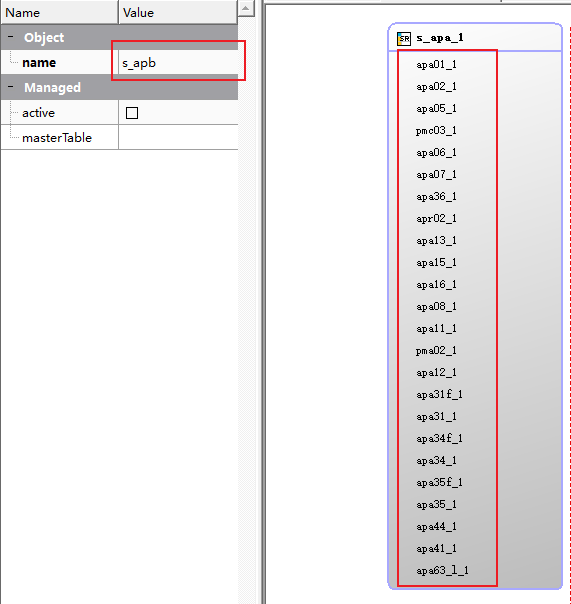 Name Value
Object
name s_apb
Managed
active
masterTable
SR s_apa_1
apa01_1
apa02_1
apa05_1
pmc03_1
apa06_1
apa07_1
apa36_1
apr02_1
apa13_1
apa15_1
apa16_1
apa08_1
apa11_1
pma02_1
apa12_1
apa31f_1
apa31_1
apa34f_1
apa34_1
apa35f_1
apa35_1
apa44_1
apa41_1
apa63_l_1